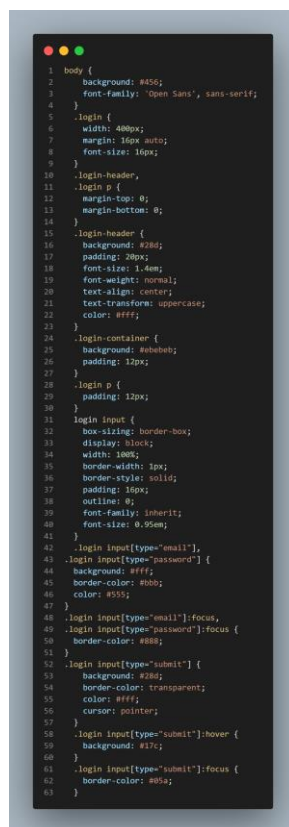 1 body {
2 background: #456;
3 font-family: 'Open Sans', sans-serif;
4 }
5 .login {
6 width: 400px;
7 margin: 16px auto;
8 font-size: 16px;
9 }
10 .login-header,
11 .login p {
12 margin-top: 0;
13 margin-bottom: 0;
14 }
15 .login-header {
16 background: #28d;
17 padding: 20px;
18 font-size: 1.4em;
19 font-weight: normal;
20 text-align: center;
21 text-transform: uppercase;
22 color: #fff;
23 }
24 .login-container {
25 background: #ebebeb;
26 padding: 12px;
27 }
28 .login p {
29 padding: 12px;
30 }
31 login input {
32 box-sizing: border-box;
33 display: block;
34 width: 100%;
35 border-width: 1px;
36 border-style: solid;
37 padding: 16px;
38 outline: 0;
39 font-family: inherit;
40 font-size: 0.95em;
41 }
42 .login input[type="email"],
43 .login input[type="password"] {
44 background: #fff;
45 border-color: #bbb;
46 color: #555;
47 }
48 .login input[type="email"]:focus,
49 .login input[type="password"]:focus {
50 border-color: #888;
51 }
52 .login input[type="submit"] {
53 background: #28d;
54 border-color: transparent;
55 color: #fff;
56 cursor: pointer;
57 }
58 .login input[type="submit"]:hover {
59 background: #17c;
60 }
61 .login input[type="submit"]:focus {
62 border-color: #05a;
63 }